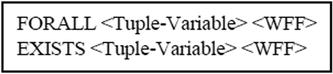 FORALL <Tuple-Variable> <WFF>
EXISTS <Tuple-Variable> <WFF>